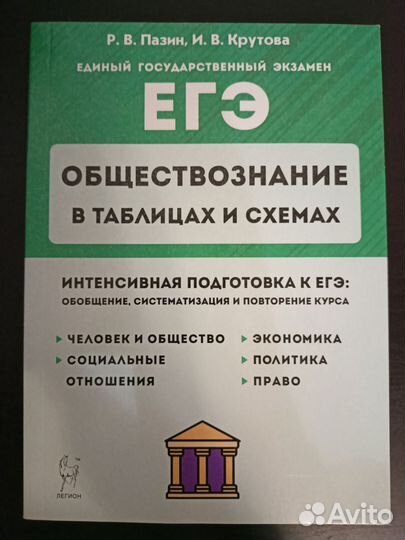 Р. В. Пазин, И. В. Крутова
ЕДИНЫЙ ГОСУДАРСТВЕННЫЙ ЭКЗАМЕН
ЕГЭ
ОБЩЕСТВОЗНАНИЕ
В ТАБЛИЦАХ И СХЕМАХ
ИНТЕНСИВНАЯ ПОДГОТОВКА К ЕГЭ:
ОБОБЩЕНИЕ, СИСТЕМАТИЗАЦИЯ И ПОВТОРЕНИЕ КУРСА
ЧЕЛОВЕК И ОБЩЕСТВО
СОЦИАЛЬНЫЕ
ОТНОШЕНИЯ
ЭКОНОМИКА
ПОЛИТИКА
ПРАВО
ЛЕГИОН
Avito